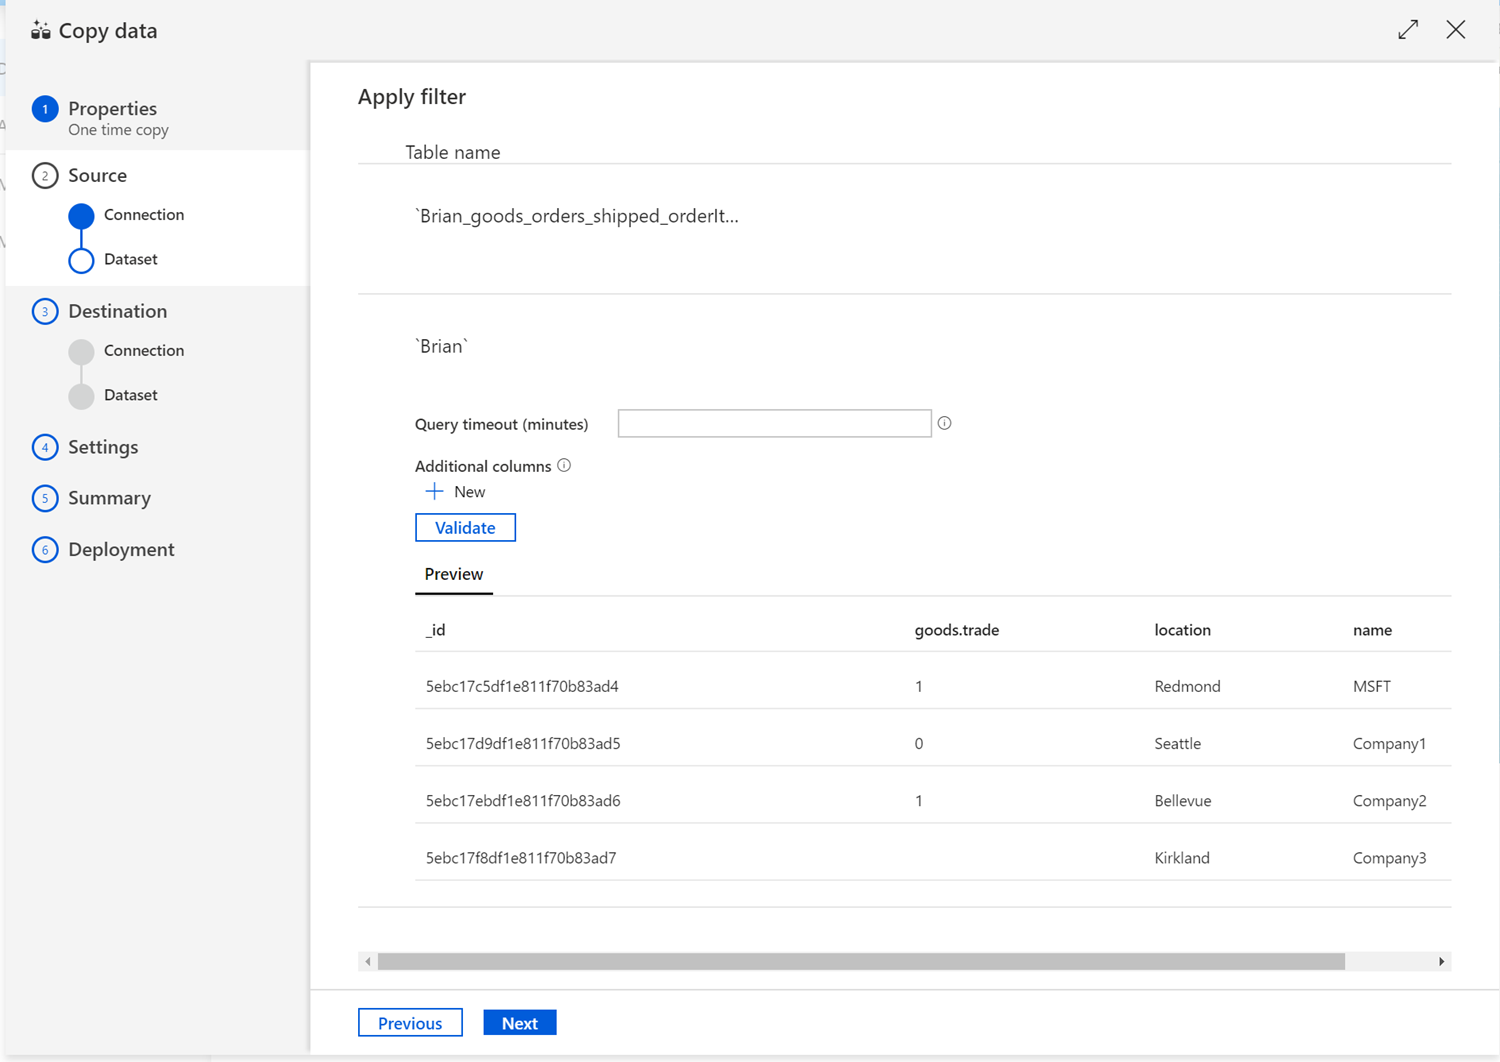 Copy data
1 Properties
One time copy
2 Source
Connection
Dataset
3 Destination
Connection
Dataset
4 Settings
5 Summary
6 Deployment
Apply filter
Table name
`Brian_goods_orders_shipped_orderIt...
`Brian`
Query timeout (minutes)
Additional columns
New
Validate
Preview
_id goods.trade location name
5ebc17c5df1e811f70b83ad4 1 Redmond MSFT
5ebc17d9df1e811f70b83ad5 0 Seattle Company1
5ebc17ebdf1e811f70b83ad6 1 Bellevue Company2
5ebc17f8df1e811f70b83ad7 Kirkland Company3
Previous Next